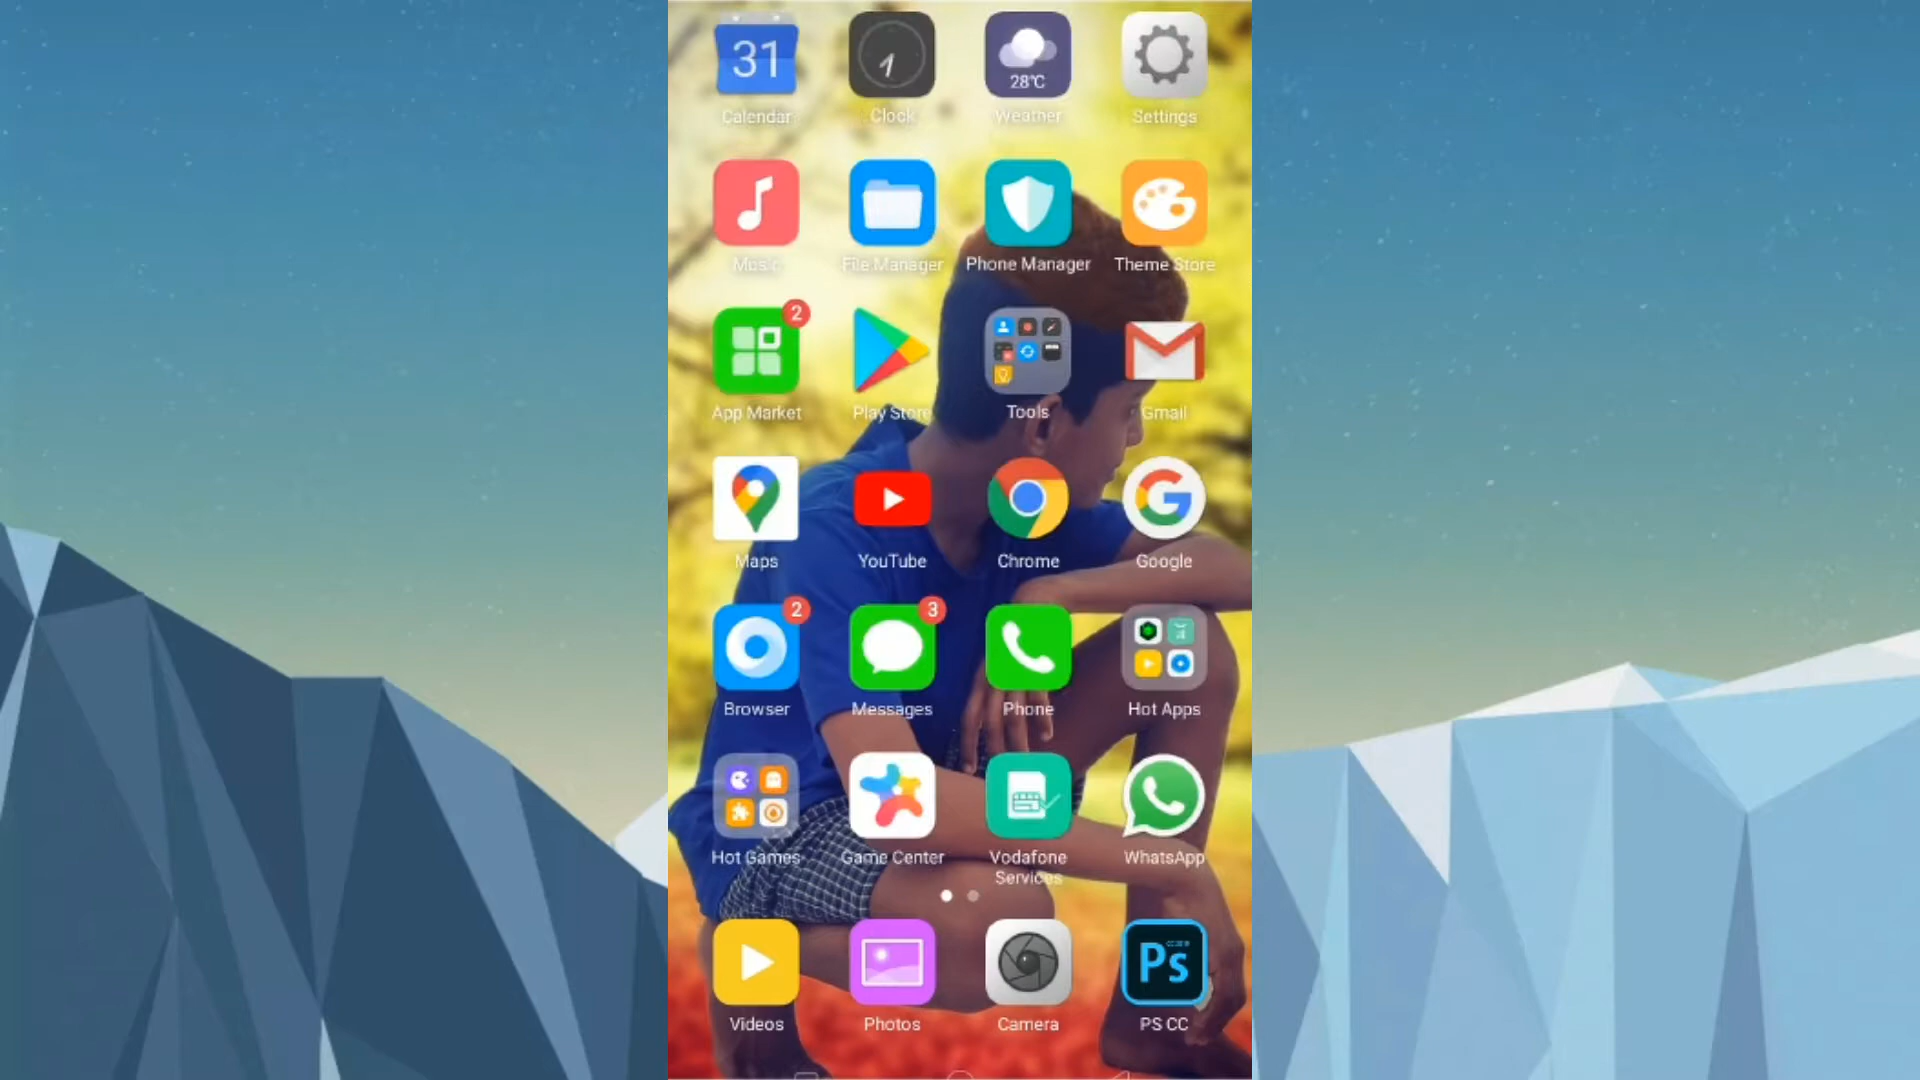 31
28°C
Calendar
Clock
Weather
Settings
Music
File Manager
Phone Manager
Theme Store
2
App Market
Play Store
Tools
Gmail
Maps
YouTube
Chrome
G
Google
2
3
Browser
Messages
Phone
Hot Apps
Hot Games
Game Center
Vodafone
Services
WhatsApp
Ps
Videos
Photos
Camera
PS CC